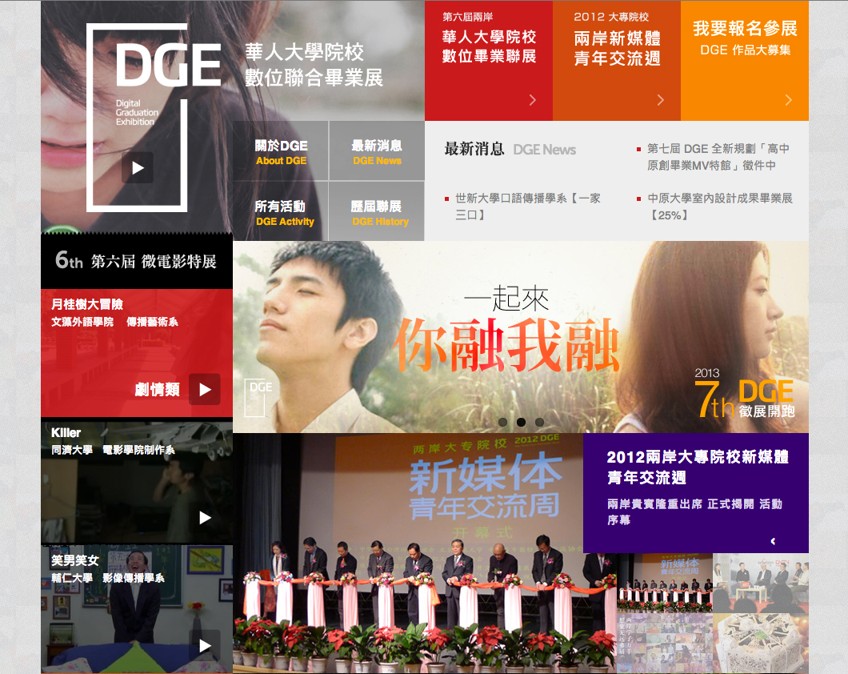 DGE
Digital
Graduation
Exhibition
華人大學院校
數位聯合畢業展
關於DGE
About DGE
最新消息
DGE News
所有活動
DGE Activity
歷屆聯展
DGE History
第六屆兩岸
華人大學院校
數位畢業聯展
2012 大專院校
兩岸新媒體
青年交流週
我要報名參展
DGE 作品大募集
最新消息 DGE News
第七屆 DGE 全新規劃「高中
原創畢業MV特館」徵件中
世新大學口語傳播學系【一家
三口】
中原大學室內設計成果畢業展
【25%】
6th 第六屆 微電影特展
月桂樹大冒險
文藻外語學院 傳播藝術系
劇情類
Killer
同濟大學 電影學院制作系
笑男笑女
輔仁大學 影像傳播學系
一起來
你融我融
DGE
2013
7th DGE
徵展開跑
两岸大专院校 2012 DGE
新媒体
青年交流周
开幕式
2012兩岸大專院校新媒體
青年交流週
兩岸貴賓隆重出席 正式揭開 活動
序幕
新媒体